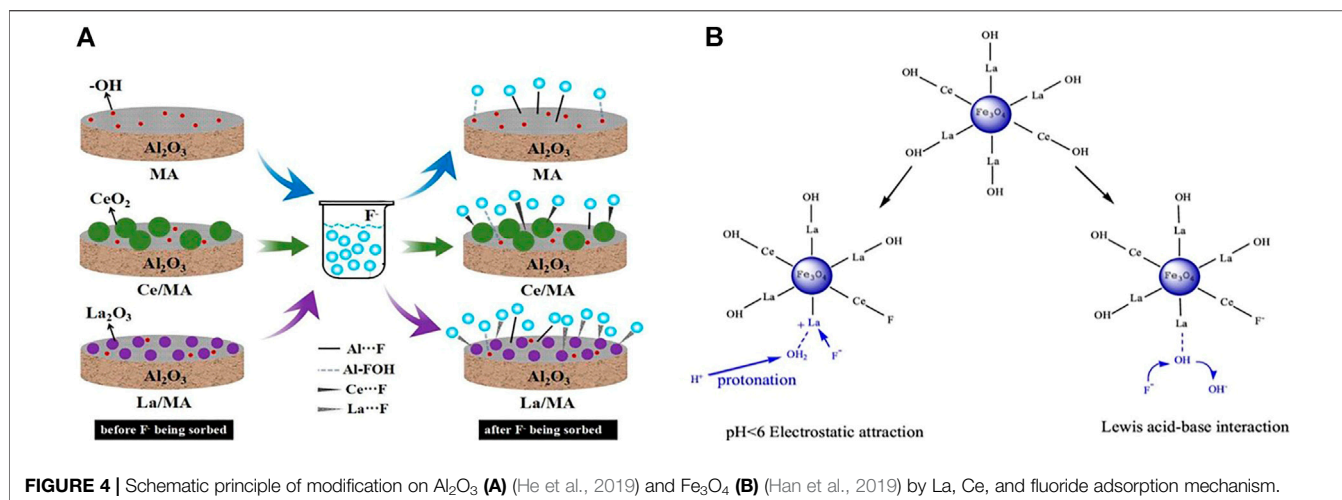 A
-OH
Al₂O₃
MA
CeO₂
Al₂O₃
Ce/MA
La₂O₃
Al₂O₃
La/MA
before F⁻ being sorbed
F⁻
Al···F
Al-FOH
Ce···F
La···F
Al₂O₃
MA
Al₂O₃
Ce/MA
Al₂O₃
La/MA
after F⁻ being sorbed
B
OH
La
OH
Ce
OH
La
Fe₃O₄
La
OH
Ce
OH
La
OH
OH
La
OH
Ce
OH
La
Fe₃O₄
La
OH
Ce
F
+ La
OH₂
F⁻
H⁺
protonation
pH<6 Electrostatic attraction
OH
La
OH
Ce
OH
La
Fe₃O₄
La
OH
Ce
F⁻
La
OH
F⁻
OH⁻
Lewis acid-base interaction
FIGURE 4 | Schematic principle of modification on Al₂O₃ (A) (He et al., 2019) and Fe₃O₄ (B) (Han et al., 2019) by La, Ce, and fluoride adsorption mechanism.